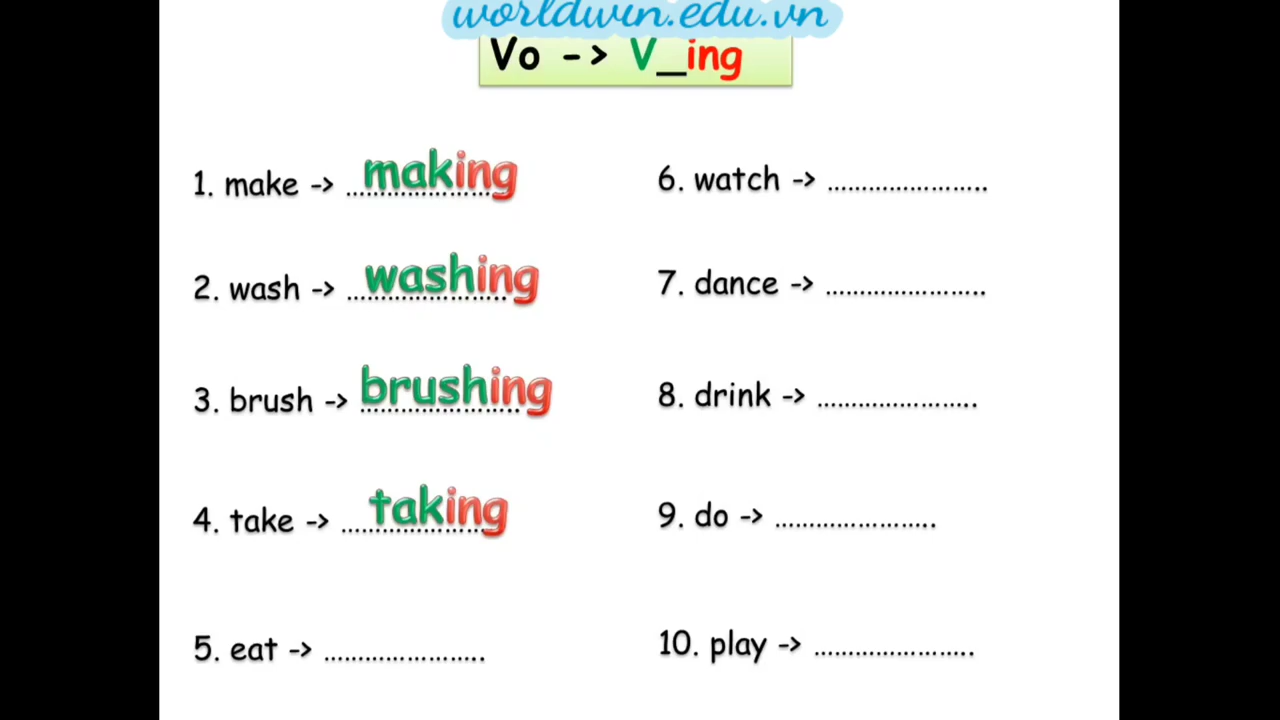 worldwin.edu.vn
Vo -> V_ing
1. make -> making
2. wash -> washing
3. brush -> brushing
4. take -> taking
5. eat -> ........................
6. watch -> ........................
7. dance -> ........................
8. drink -> ........................
9. do -> ........................
10. play -> ........................